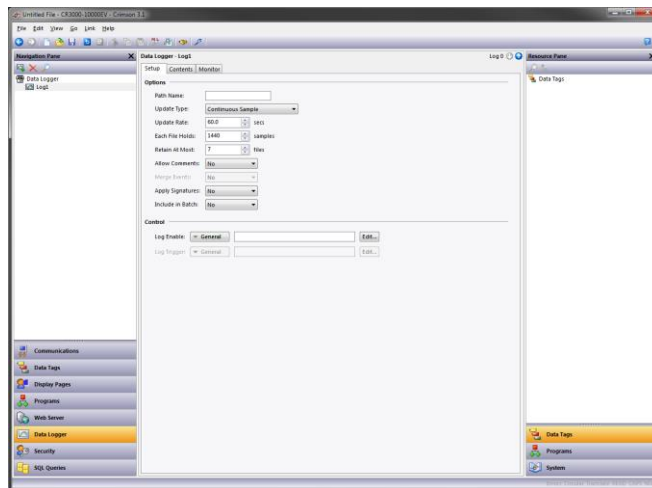 Untitled File - CR3000-10000EV - Crimson 3.1
File Edit View Go Link Help
Navigation Pane
Data Logger - Log1
Log 0
Resource Pane
Data Logger
Log1
Setup Contents Monitor
Data Tags
Options
Path Name:
Update Type: Continuous Sample
Update Rate: 60.0 secs
Each File Holds: 1440 samples
Retain At Most: 7 files
Allow Comments: No
Merge Events: No
Apply Signatures: No
Include in Batch: No
Control
Log Enable: General Edit...
Log Trigger: General Edit...
Communications
Data Tags
Display Pages
Programs
Web Server
Data Logger
Security
SQL Queries
Data Tags
Programs
System